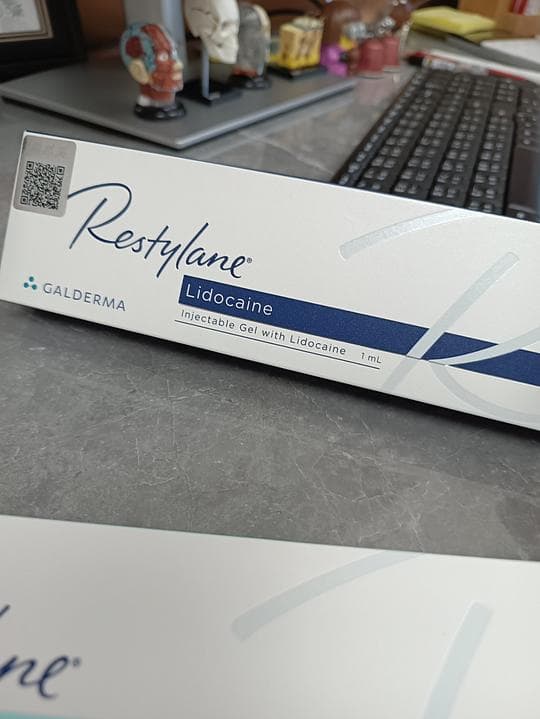 Restylane®
GALDERMA
Lidocaine
Injectable Gel with Lidocaine 1 mL
ne®